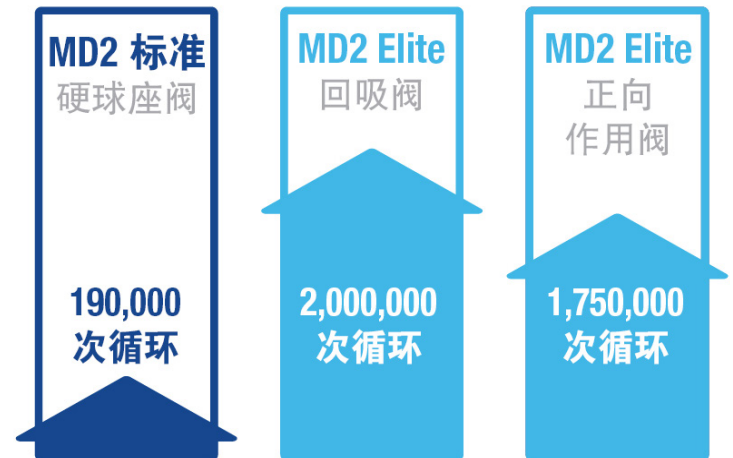 MD2 标准
硬球座阀
190,000
次循环
MD2 Elite
回吸阀
2,000,000
次循环
MD2 Elite
正向
作用阀
1,750,000
次循环